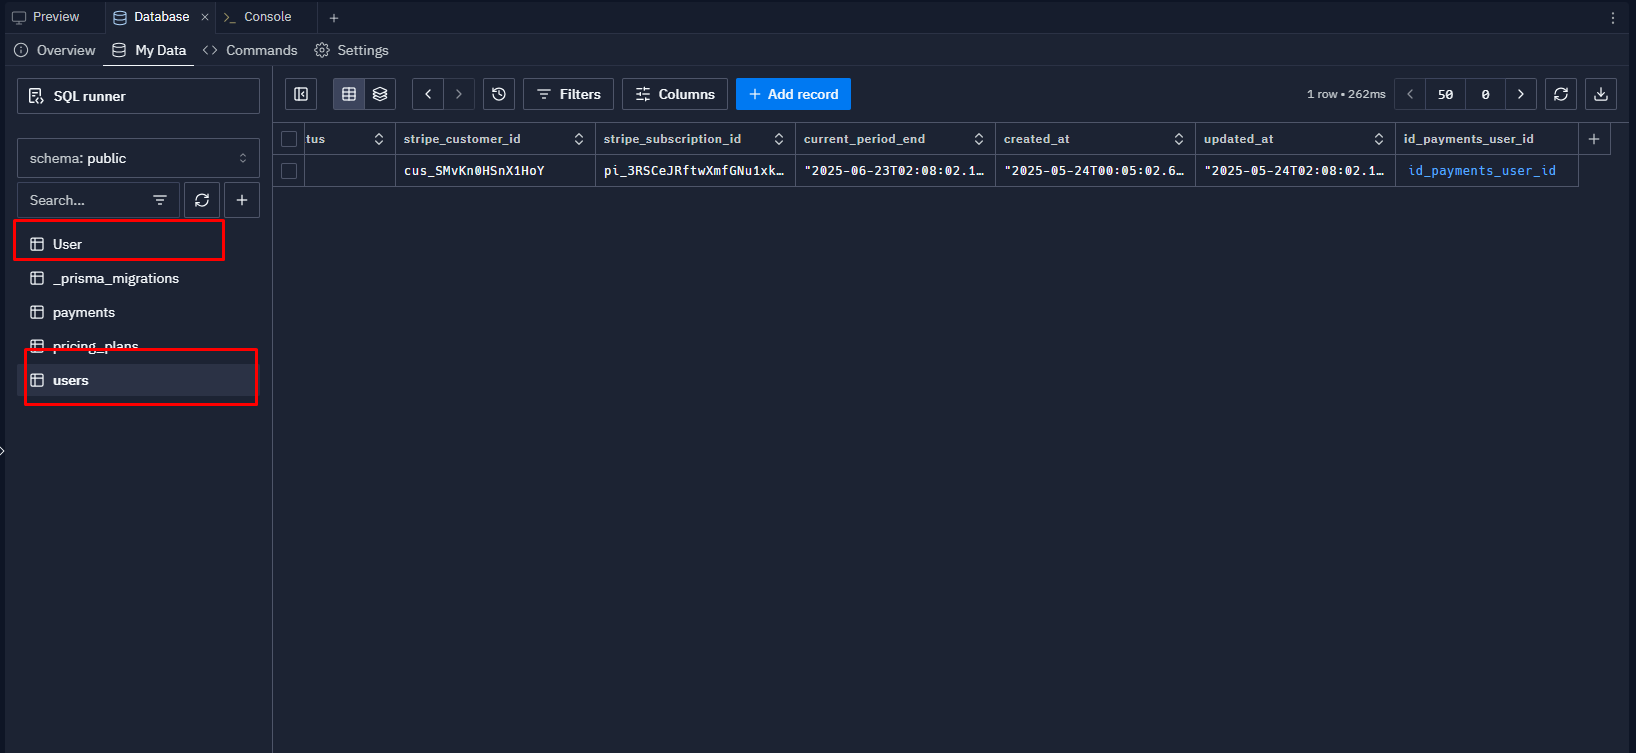 Preview
Database
Console
Overview
My Data
Commands
Settings
SQL runner
Filters
Columns
Add record
1 row • 262ms
50
0
schema: public
Search...
User
_prisma_migrations
payments
pricing_plans
users
tus
stripe_customer_id
stripe_subscription_id
current_period_end
created_at
updated_at
id_payments_user_id
cus_SMvKn0HSnX1HoY
pi_3RSCeJRftwXmfGNu1xk…
"2025-06-23T02:08:02.1…
"2025-05-24T00:05:02.6…
"2025-05-24T02:08:02.1…
id_payments_user_id